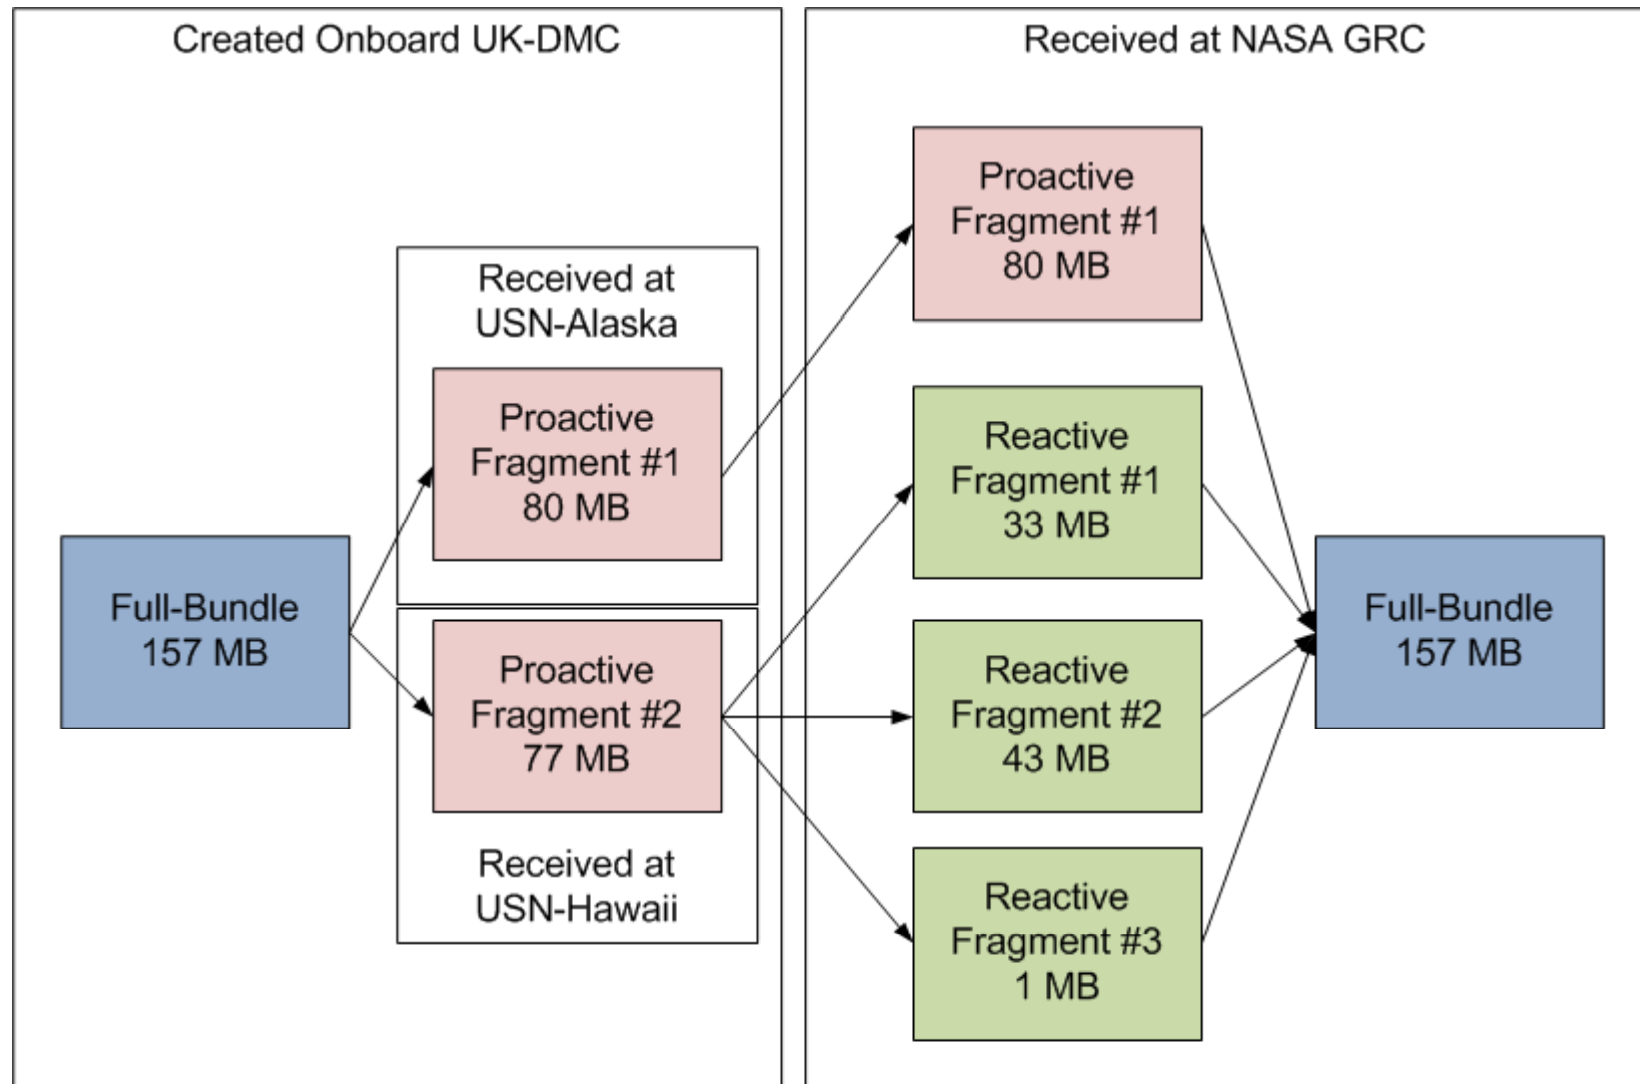 Created Onboard UK-DMC
Full-Bundle
157 MB
Received at
USN-Alaska
Proactive
Fragment #1
80 MB
Proactive
Fragment #2
77 MB
Received at
USN-Hawaii
Received at NASA GRC
Proactive
Fragment #1
80 MB
Reactive
Fragment #1
33 MB
Reactive
Fragment #2
43 MB
Reactive
Fragment #3
1 MB
Full-Bundle
157 MB